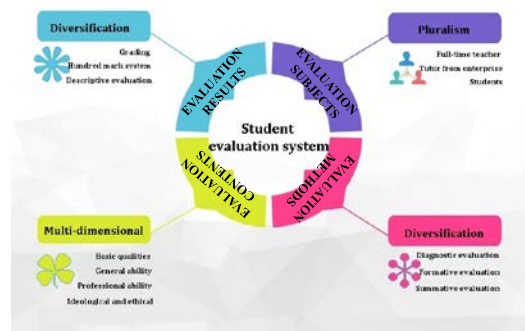 Diversification
Grading
Hundred mark system
Descriptive evaluation
EVALUATION
RESULTS
EVALUATION
SUBJECTS
Pluralism
Full-time teacher
Tutor from enterprise
Students
Student
evaluation system
EVALUATION
CONTENTS
EVALUATION
METHODS
Multi-dimensional
Basic qualities
General ability
Professional ability
Ideological and ethical
Diversification
Diagnostic evaluation
Formative evaluation
Summative evaluation